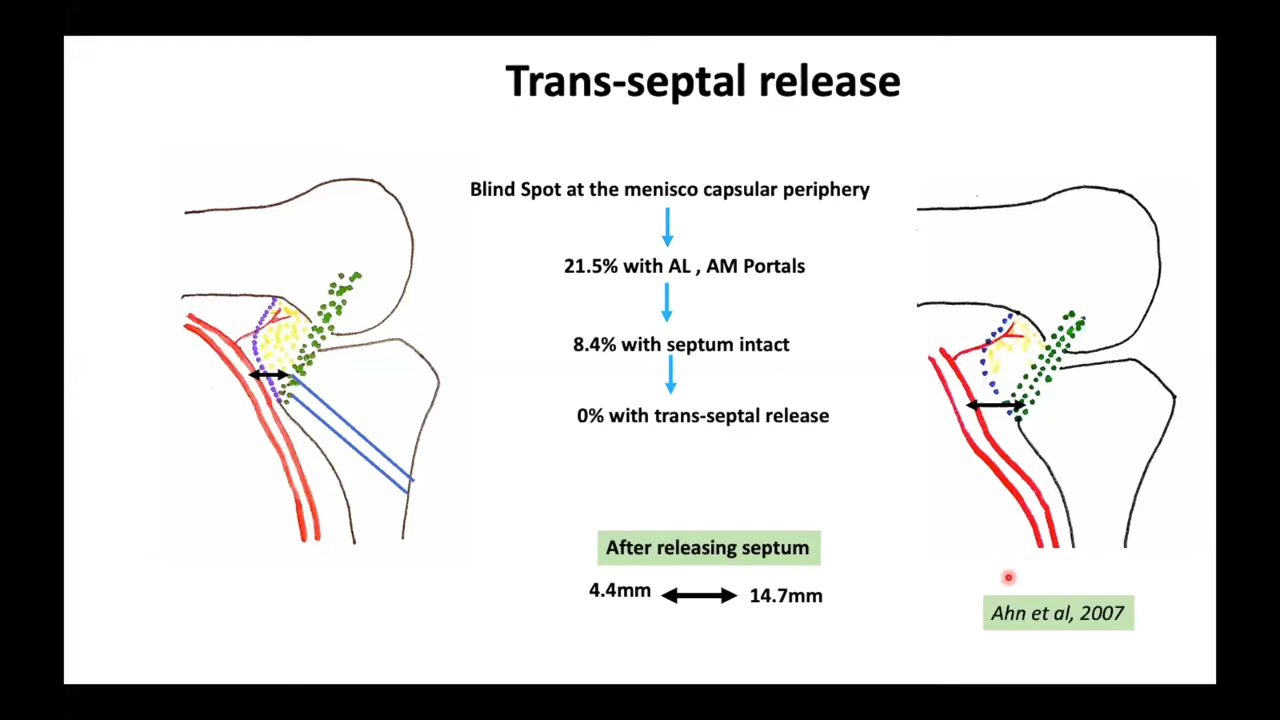 Trans-septal release
Blind Spot at the menisco capsular periphery
21.5% with AL , AM Portals
8.4% with septum intact
0% with trans-septal release
After releasing septum
4.4mm
14.7mm
Ahn et al, 2007